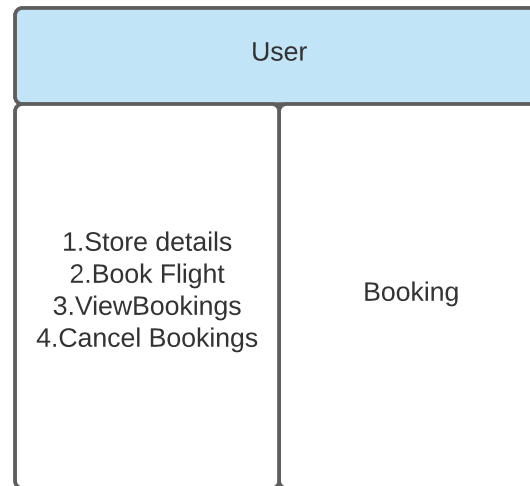 User
1.Store details
2.Book Flight
3.ViewBookings
4.Cancel Bookings
Booking